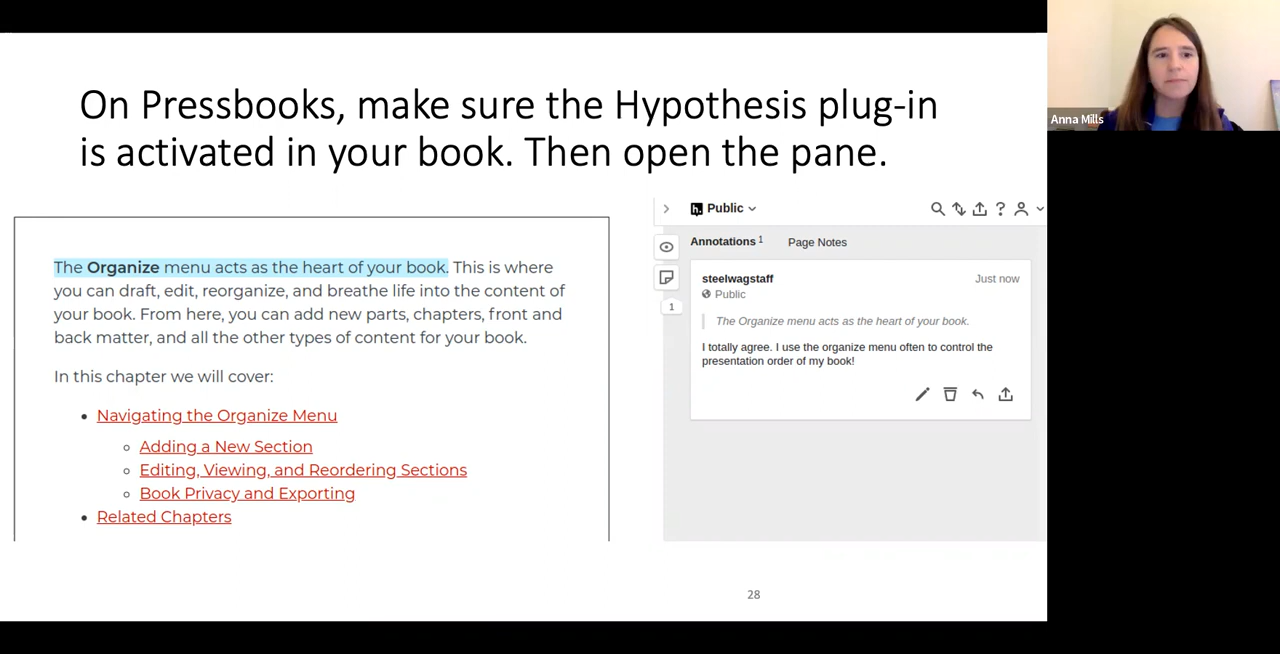 On Pressbooks, make sure the Hypothesis plug-in
is activated in your book. Then open the pane.
Anna Mills
The Organize menu acts as the heart of your book. This is where
you can draft, edit, reorganize, and breathe life into the content of
your book. From here, you can add new parts, chapters, front and
back matter, and all the other types of content for your book.
In this chapter we will cover:
• Navigating the Organize Menu
◦ Adding a New Section
◦ Editing, Viewing, and Reordering Sections
◦ Book Privacy and Exporting
• Related Chapters
h. Public
Annotations 1 Page Notes
1
steelwagstaff Just now
Public
The Organize menu acts as the heart of your book.
I totally agree. I use the organize menu often to control the
presentation order of my book!
28